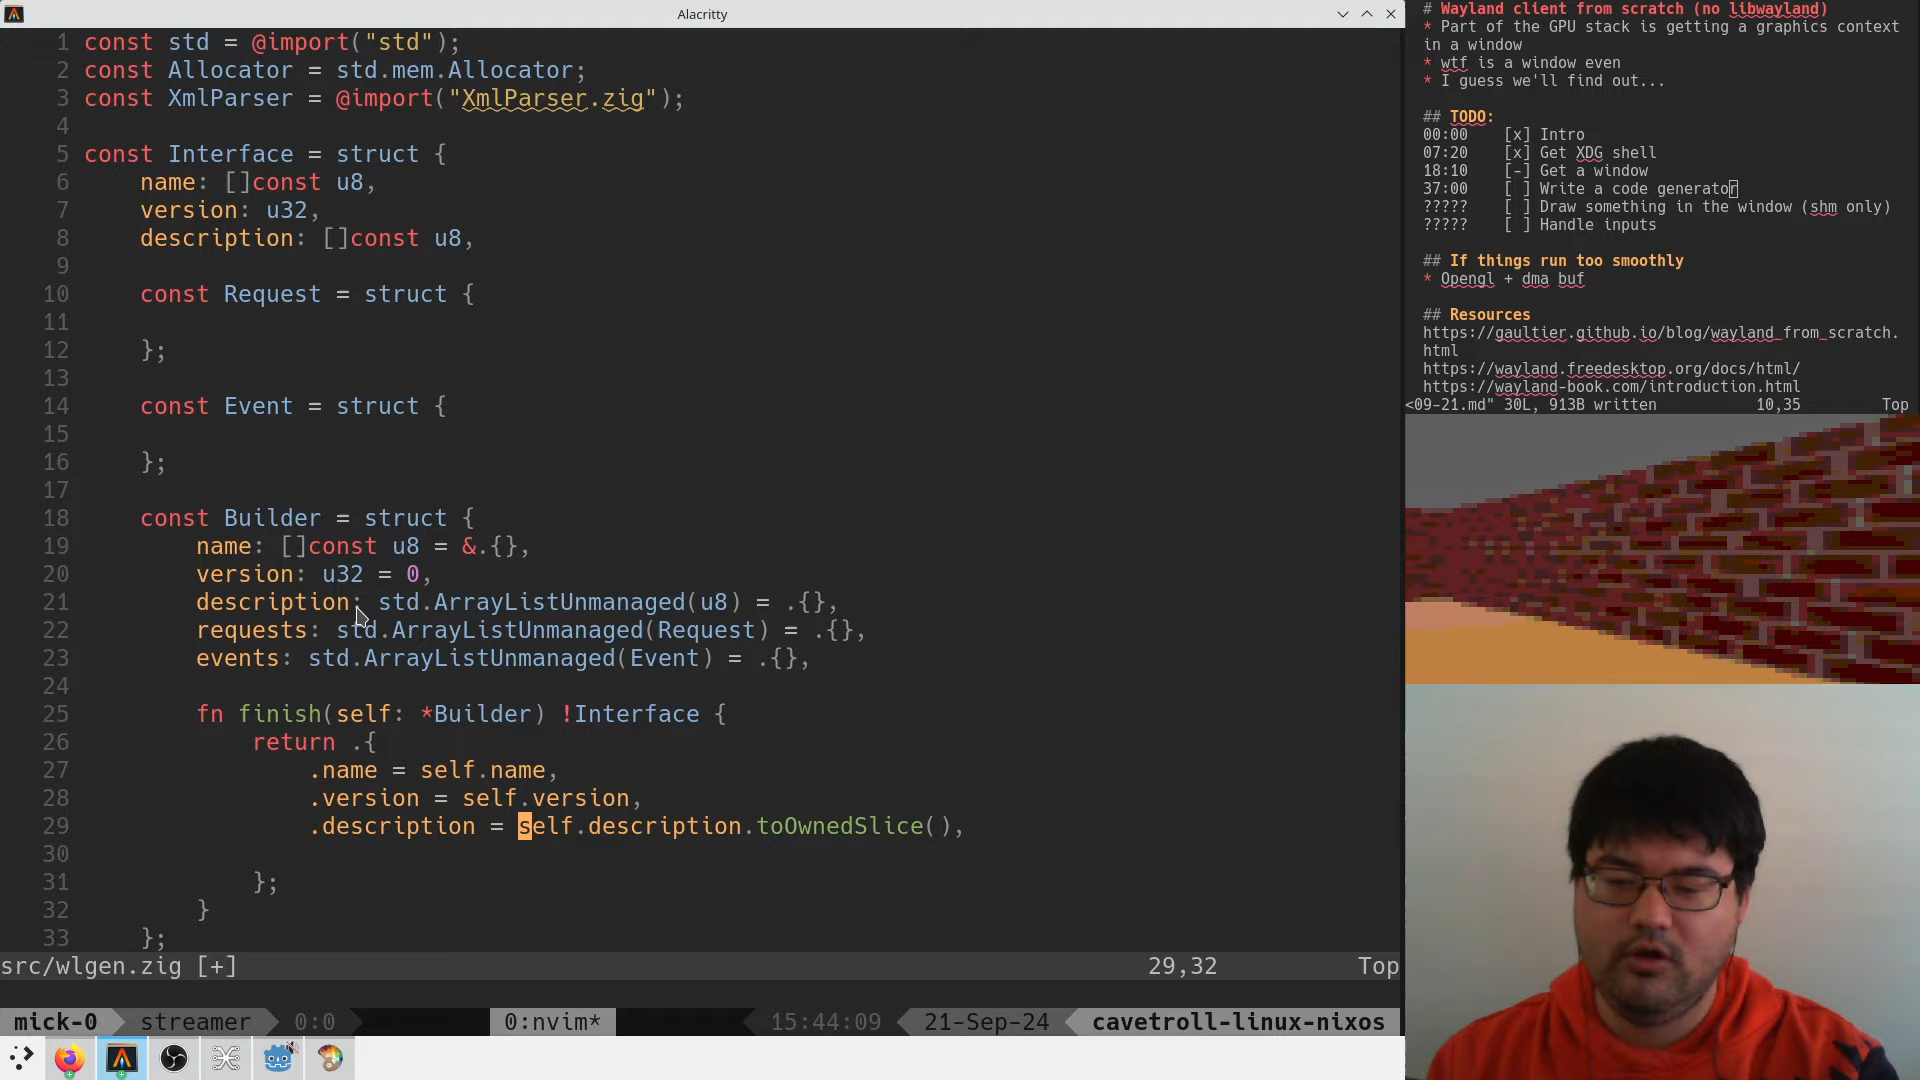 Alacritty
1 const std = @import("std");
2 const Allocator = std.mem.Allocator;
3 const XmlParser = @import("XmlParser.zig");
4
5 const Interface = struct {
6 name: []const u8,
7 version: u32,
8 description: []const u8,
9
10 const Request = struct {
11
12 };
13
14 const Event = struct {
15
16 };
17
18 const Builder = struct {
19 name: []const u8 = &.{},
20 version: u32 = 0,
21 description: std.ArrayListUnmanaged(u8) = .{},
22 requests: std.ArrayListUnmanaged(Request) = .{},
23 events: std.ArrayListUnmanaged(Event) = .{},
24
25 fn finish(self: *Builder) !Interface {
26 return .{
27 .name = self.name,
28 .version = self.version,
29 .description = self.description.toOwnedSlice(),
30
31 };
32 }
33 };
src/wlgen.zig [+] 29,32 Top
mick-0 streamer 0:0 0:nvim* 15:44:09 21-Sep-24 cavetroll-linux-nixos
# Wayland client from scratch (no libwayland)
* Part of the GPU stack is getting a graphics context
in a window
* wtf is a window even
* I guess we'll find out...
## TODO:
00:00 [x] Intro
07:20 [x] Get XDG shell
18:10 [-] Get a window
37:00 [ ] Write a code generator
????? [ ] Draw something in the window (shm only)
????? [ ] Handle inputs
## If things run too smoothly
* Opengl + dma buf
## Resources
https://gaultier.github.io/blog/wayland_from_scratch.
html
https://wayland.freedesktop.org/docs/html/
https://wayland-book.com/introduction.html
<09-21.md" 30L, 913B written 10,35 Top